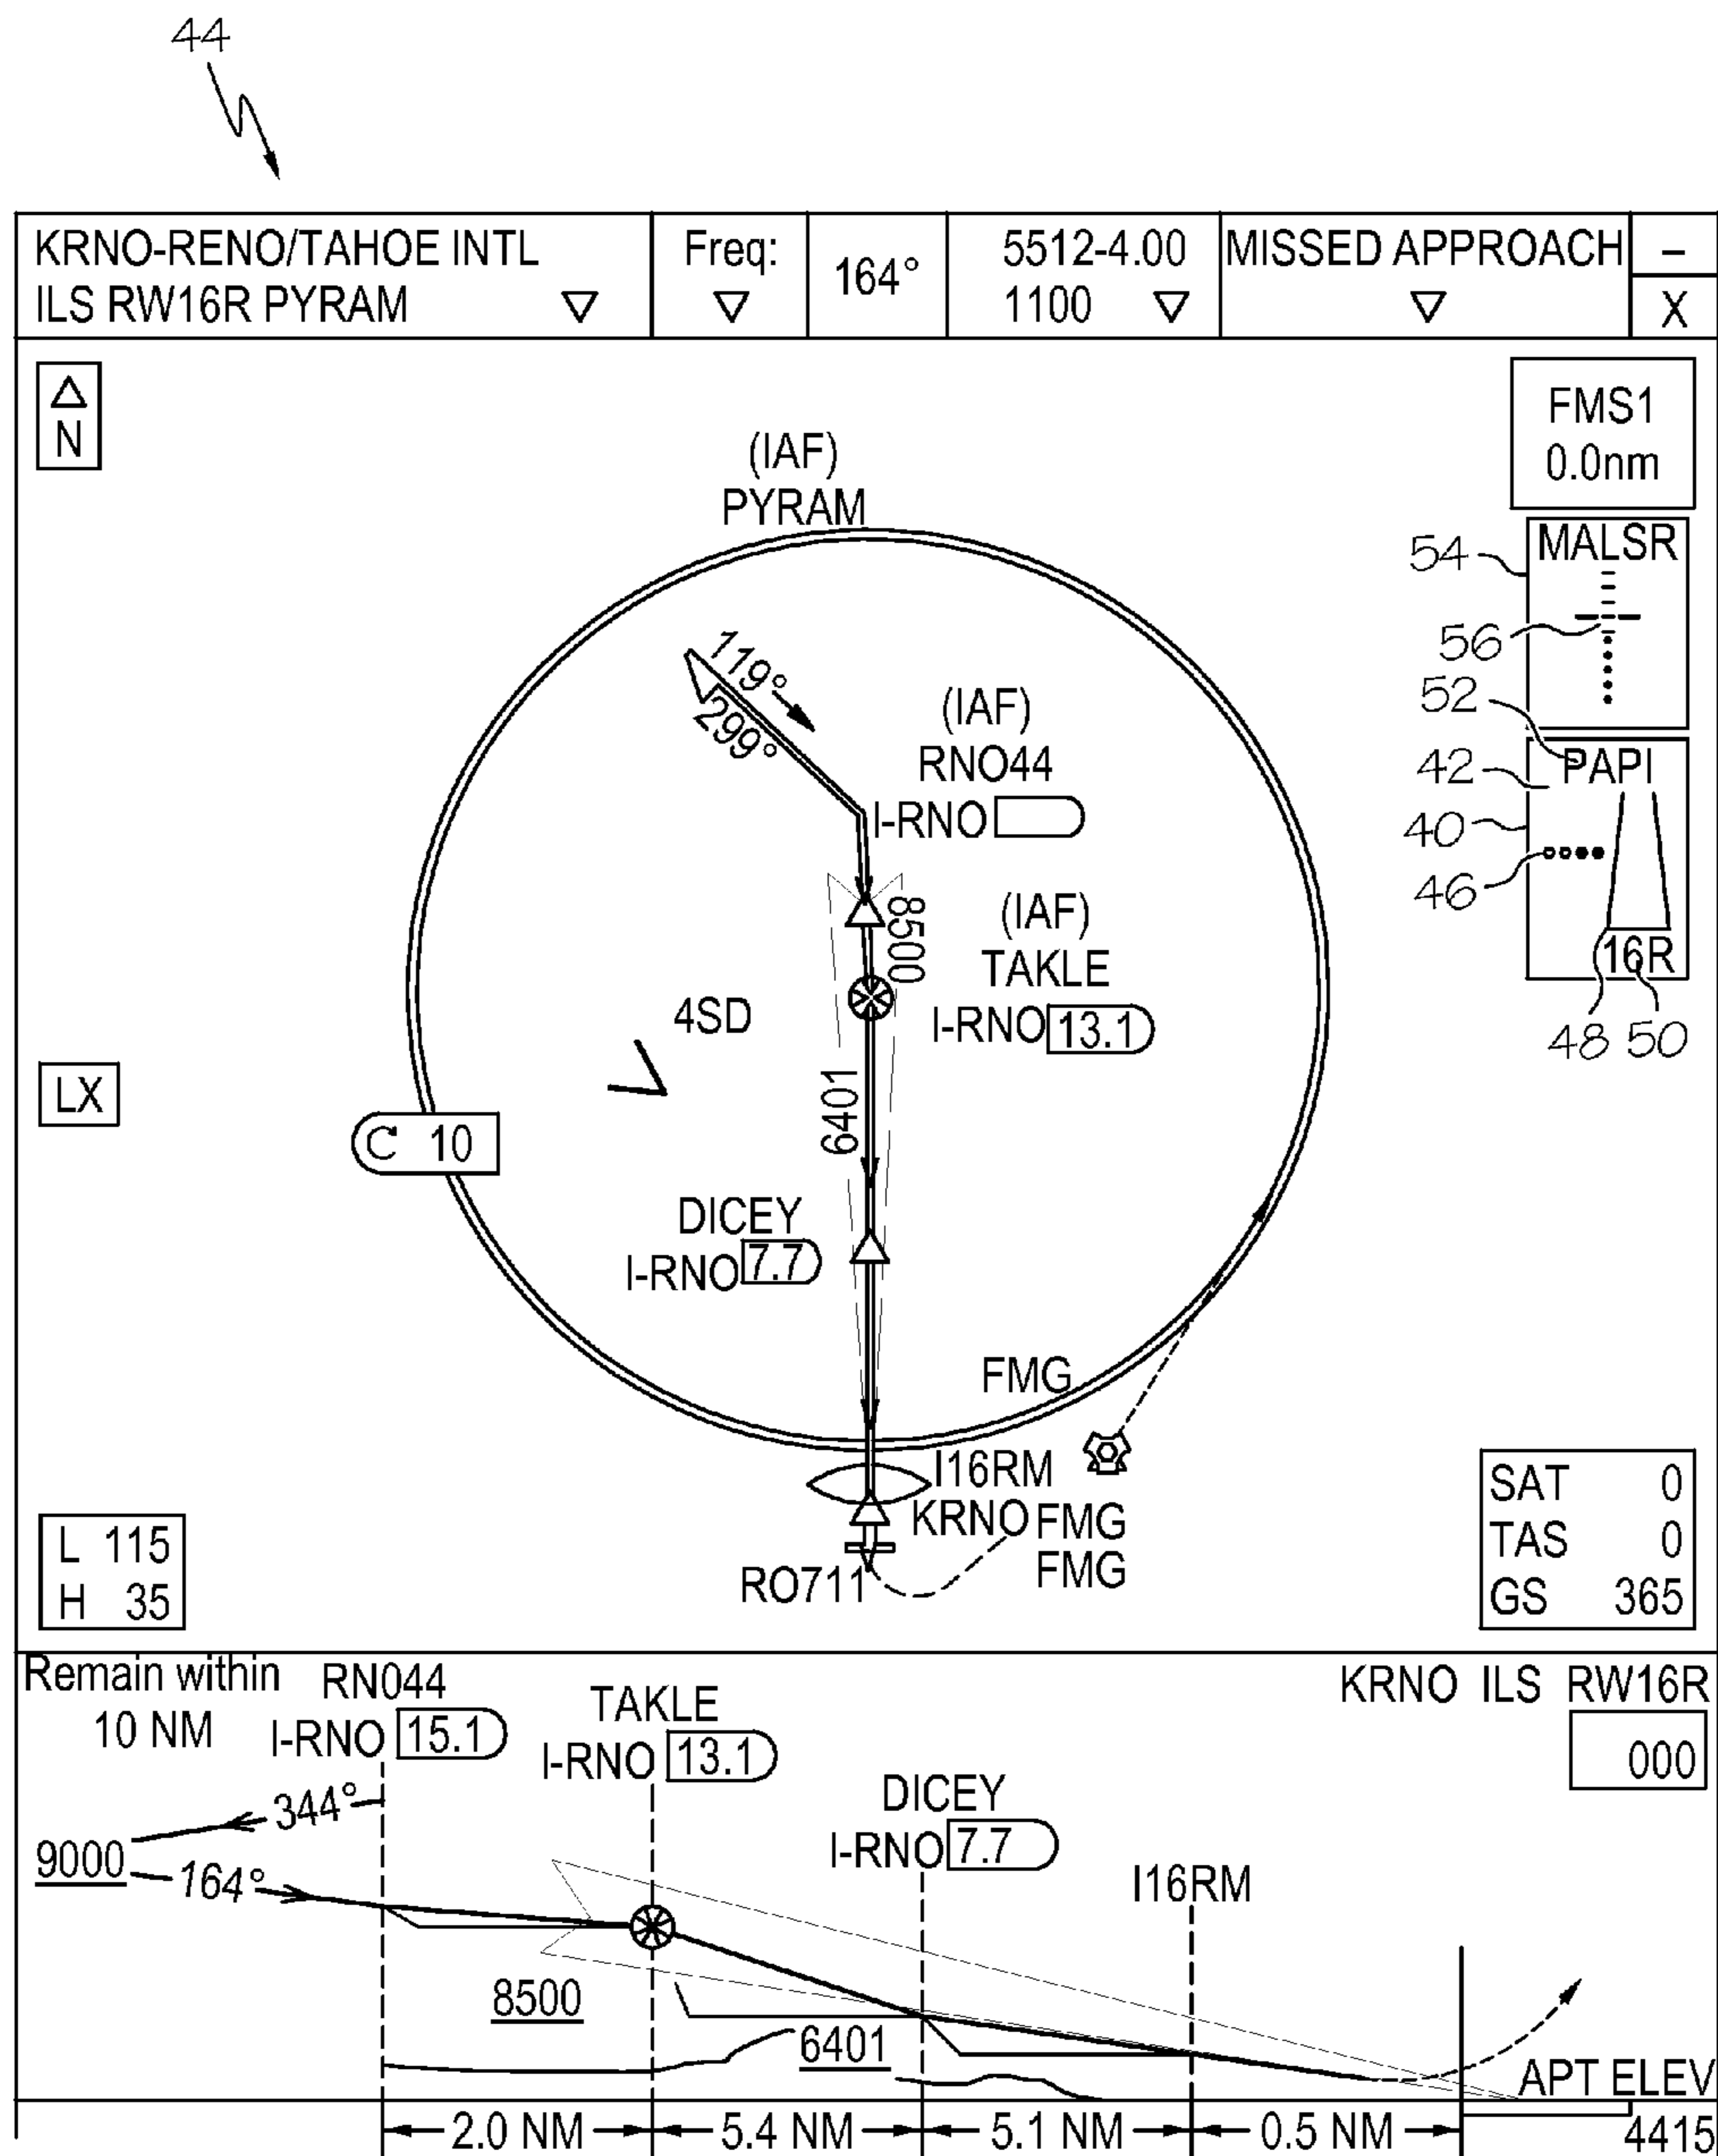 44
KRNO-RENO/TAHOE INTL
ILS RW16R PYRAM
Freq:
164°
5512-4.00
1100
MISSED APPROACH
–
X
N
FMS1
0.0nm
(IAF)
PYRAM
54
MALSR
56
52
42
PAPI
40
46
16R
48 50
119°
299°
(IAF)
RNO44
I-RNO
8500
(IAF)
TAKLE
I-RNO 13.1
4SD
6401
LX
C 10
DICEY
I-RNO 7.7
FMG
I16RM
KRNO FMG
FMG
RO711
L 115
H 35
SAT 0
TAS 0
GS 365
Remain within
10 NM
RN044
I-RNO 15.1
TAKLE
I-RNO 13.1
KRNO ILS RW16R
000
344°
9000
164°
DICEY
I-RNO 7.7
I16RM
8500
6401
APT ELEV
2.0 NM 5.4 NM 5.1 NM 0.5 NM 4415